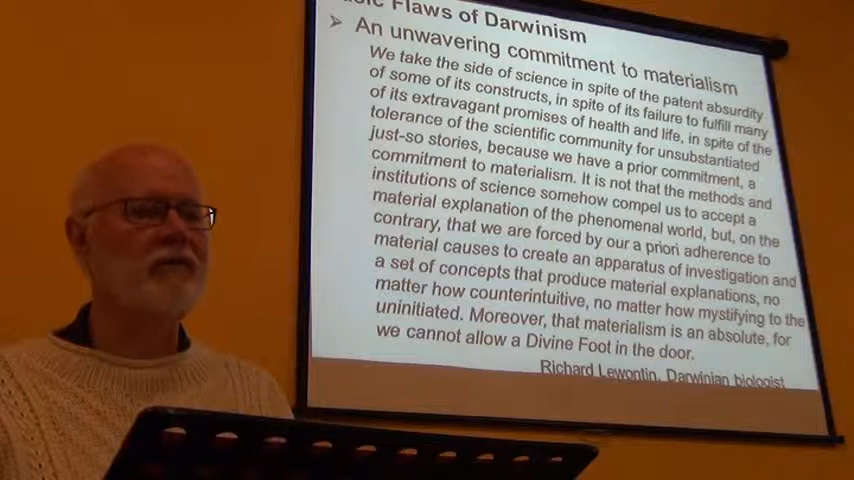 Flaws of Darwinism
➢ An unwavering commitment to materialism
We take the side of science in spite of the patent absurdity
of some of its constructs, in spite of its failure to fulfill many
of its extravagant promises of health and life, in spite of the
tolerance of the scientific community for unsubstantiated
just-so stories, because we have a prior commitment, a
commitment to materialism. It is not that the methods and
institutions of science somehow compel us to accept a
material explanation of the phenomenal world, but, on the
contrary, that we are forced by our a priori adherence to
material causes to create an apparatus of investigation and
a set of concepts that produce material explanations, no
matter how counterintuitive, no matter how mystifying to the
uninitiated. Moreover, that materialism is an absolute, for
we cannot allow a Divine Foot in the door.
Richard Lewontin, Darwinian biologist